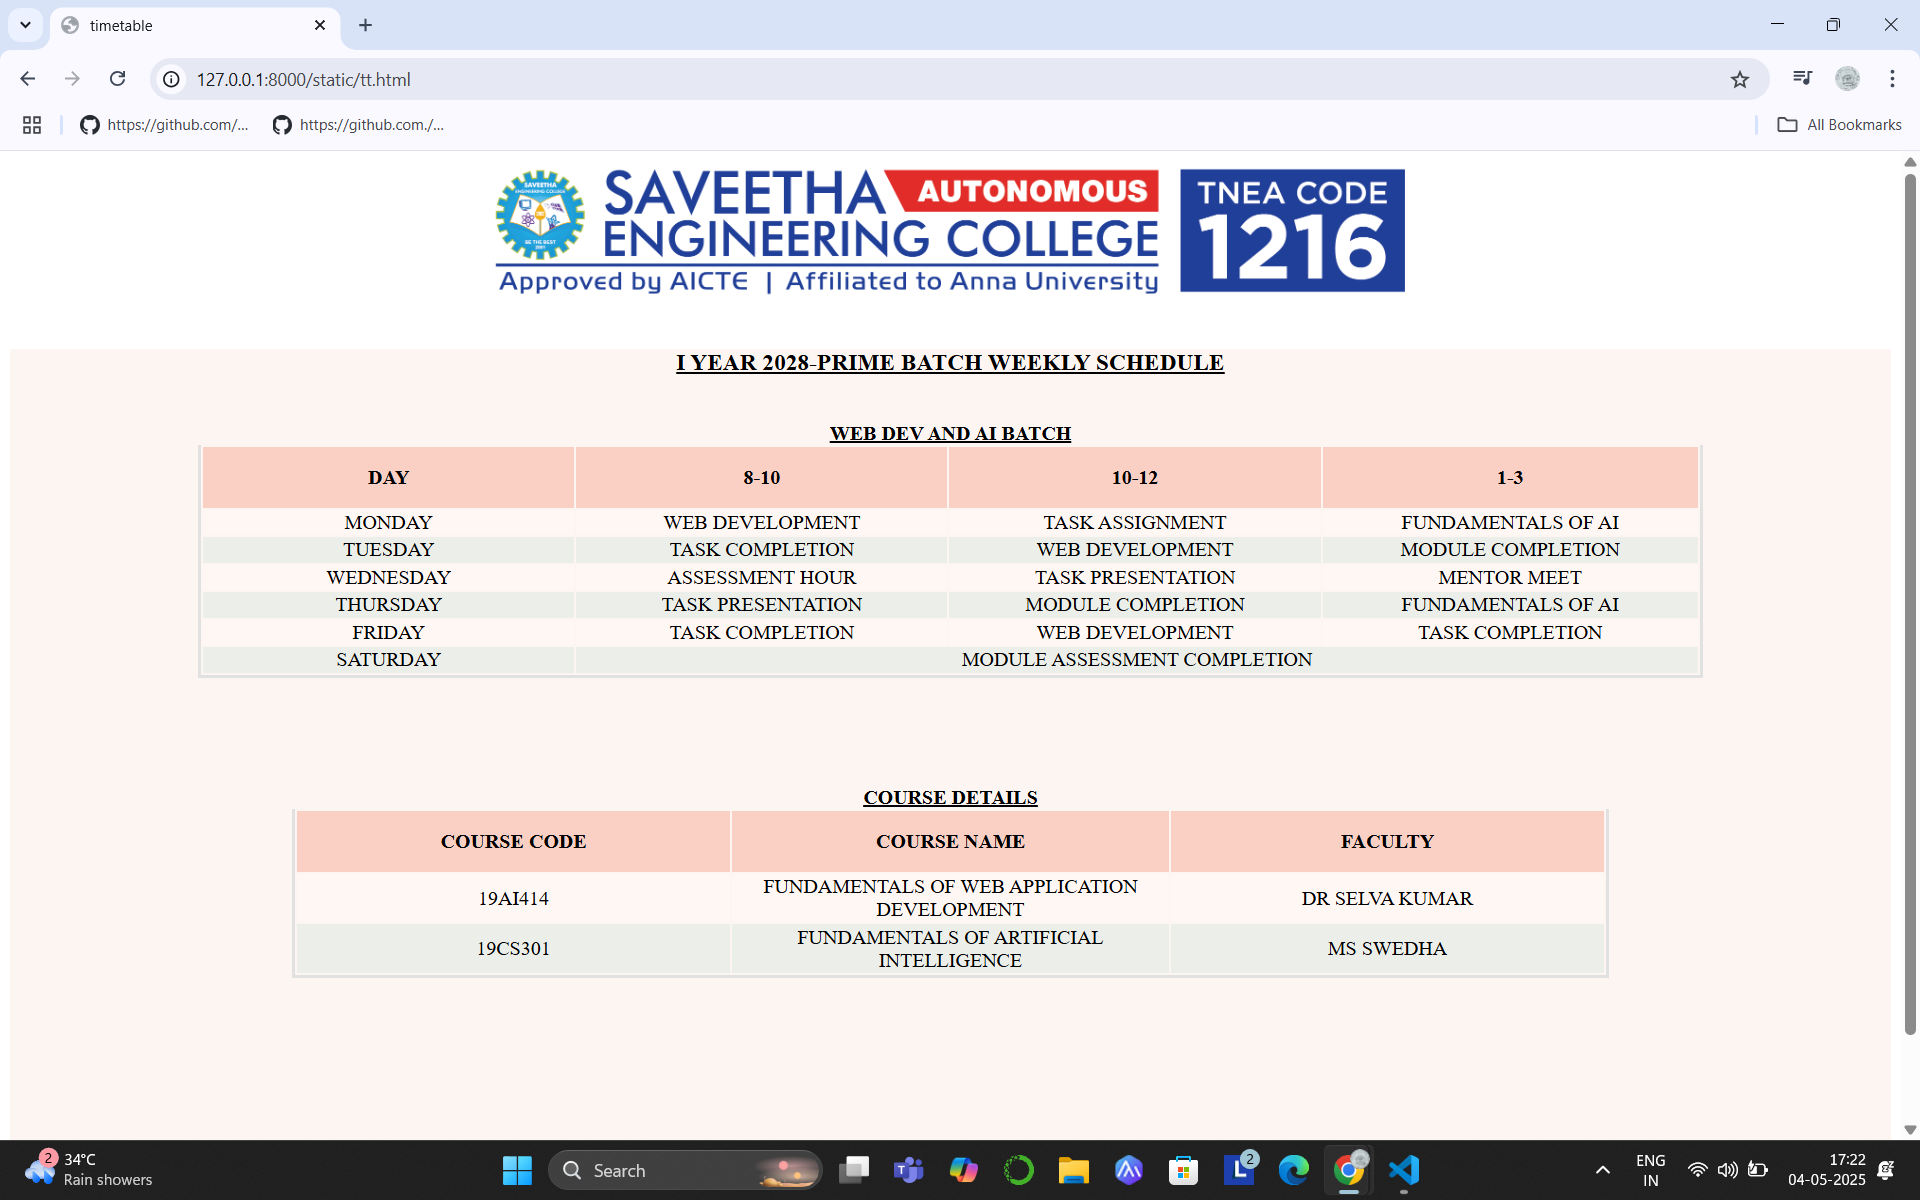 timetable
127.0.0.1:8000/static/tt.html
https://github.com/... https://github.com./... All Bookmarks
SAVEETHA AUTONOMOUS
ENGINEERING COLLEGE
Approved by AICTE | Affiliated to Anna University
SAVEETHA
ENGINEERING COLLEGE
BE THE BEST
2001
TNEA CODE
1216
I YEAR 2028-PRIME BATCH WEEKLY SCHEDULE
WEB DEV AND AI BATCH
DAY 8-10 10-12 1-3
MONDAY WEB DEVELOPMENT TASK ASSIGNMENT FUNDAMENTALS OF AI
TUESDAY TASK COMPLETION WEB DEVELOPMENT MODULE COMPLETION
WEDNESDAY ASSESSMENT HOUR TASK PRESENTATION MENTOR MEET
THURSDAY TASK PRESENTATION MODULE COMPLETION FUNDAMENTALS OF AI
FRIDAY TASK COMPLETION WEB DEVELOPMENT TASK COMPLETION
SATURDAY MODULE ASSESSMENT COMPLETION
COURSE DETAILS
COURSE CODE COURSE NAME FACULTY
19AI414 FUNDAMENTALS OF WEB APPLICATION DEVELOPMENT DR SELVA KUMAR
19CS301 FUNDAMENTALS OF ARTIFICIAL INTELLIGENCE MS SWEDHA
2 34°C
Rain showers
Search
2
ENG
IN
17:22
04-05-2025